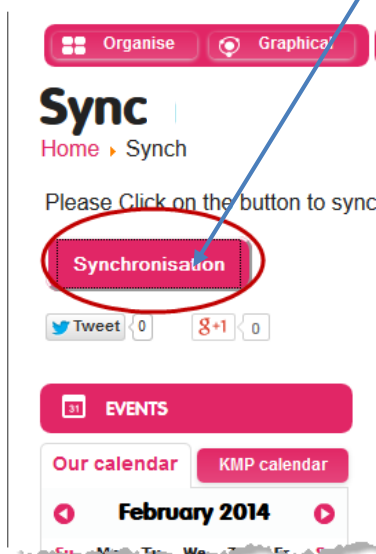 Organise Graphical
Sync
Home › Synch
Please Click on the button to sync
Synchronisation
Tweet 0 g+1 0
31 EVENTS
Our calendar KMP calendar
February 2014